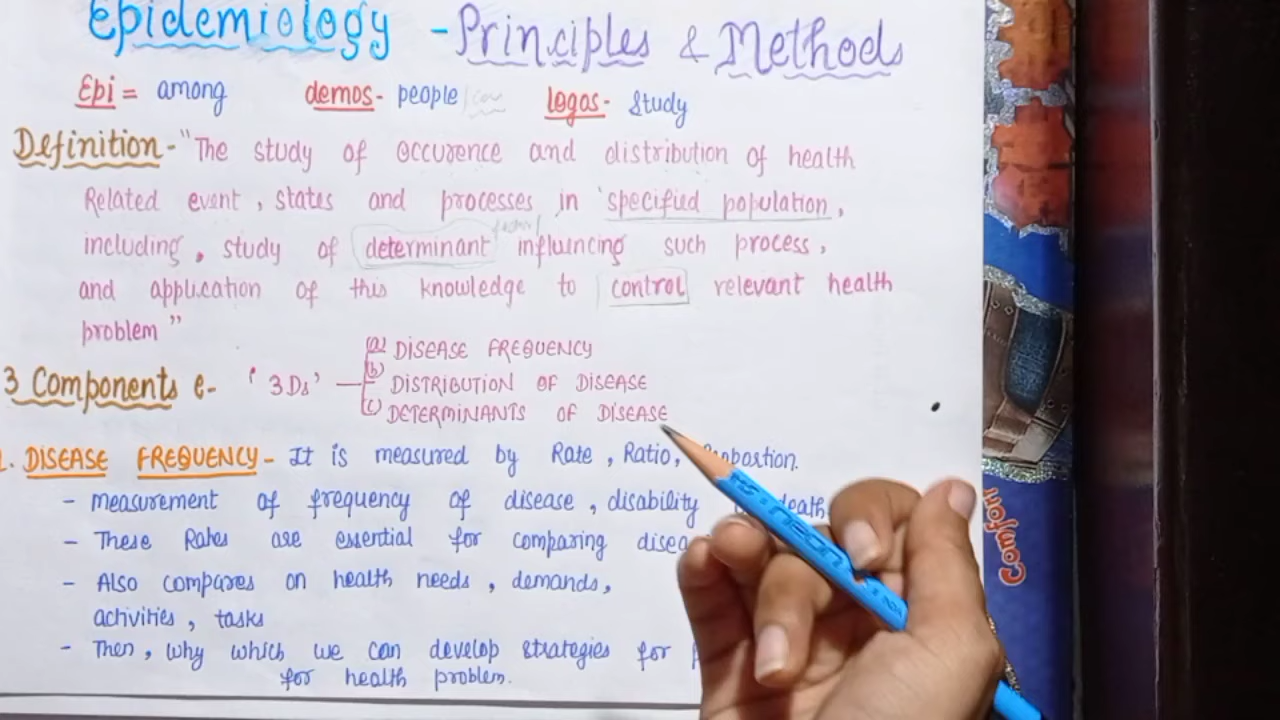 Epidemiology - Principles & Methods
Epi = among demos - people logos - Study
Definition - "The study of occurence and distribution of health
Related event, states and processes in 'specified population,
including, study of determinant influencing such process,
and application of this knowledge to control relevant health
problem"
3 Components - '3Ds'
(a) DISEASE FREQUENCY
(b) DISTRIBUTION OF DISEASE
(c) DETERMINANTS OF DISEASE
1. DISEASE FREQUENCY - It is measured by Rate, Ratio,
- measurement of frequency of disease, disability death
- These Rates are essential for comparing
- Also compares on health needs, demands,
activities, tasks
- Then, why which we can develop strategies for
for health problem.